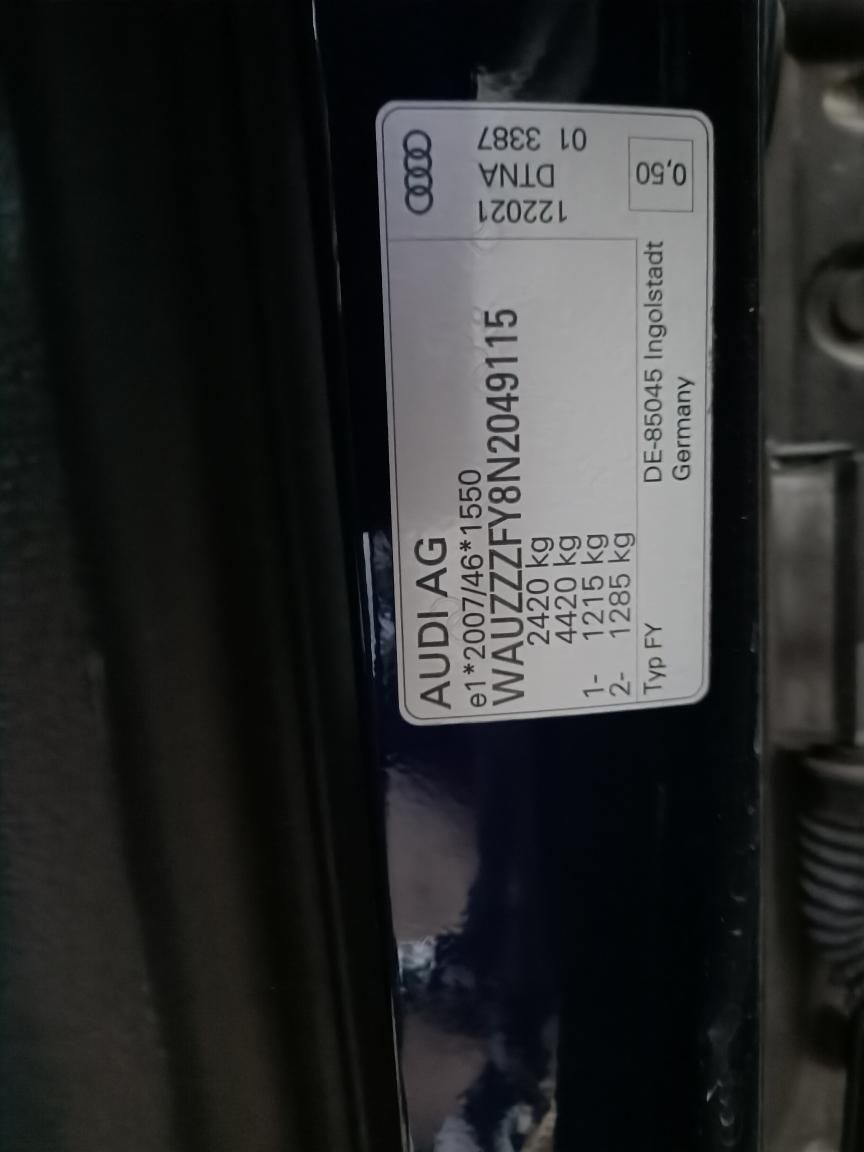 AUDI AG
e1*2007/46*1550
WAUZZZFY8N2049115
2420 kg
4420 kg
1- 1215 kg
2- 1285 kg
Typ FY
DE-85045 Ingolstadt
Germany
122021
DTNA
01 3387
0,50